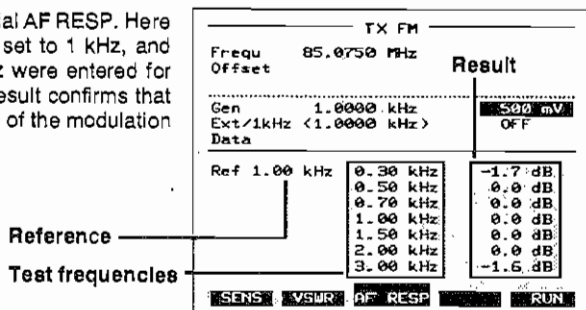 ial AF RESP. Here
set to 1 kHz, and
z were entered for
esult confirms that
of the modulation
TX FM
Frequ 85.0750 MHz
Offset
Result
Gen 1.0000 kHz 500 mV
Ext/1kHz <1.0000 kHz> OFF
Data
Ref 1.00 kHz 0.30 kHz -1.7 dB
0.50 kHz 0.0 dB
0.70 kHz 0.0 dB
1.00 kHz 0.0 dB
1.50 kHz 0.0 dB
2.00 kHz 0.0 dB
3.00 kHz -1.6 dB
Reference
Test frequencies
SENS VSWR AF RESP RUN